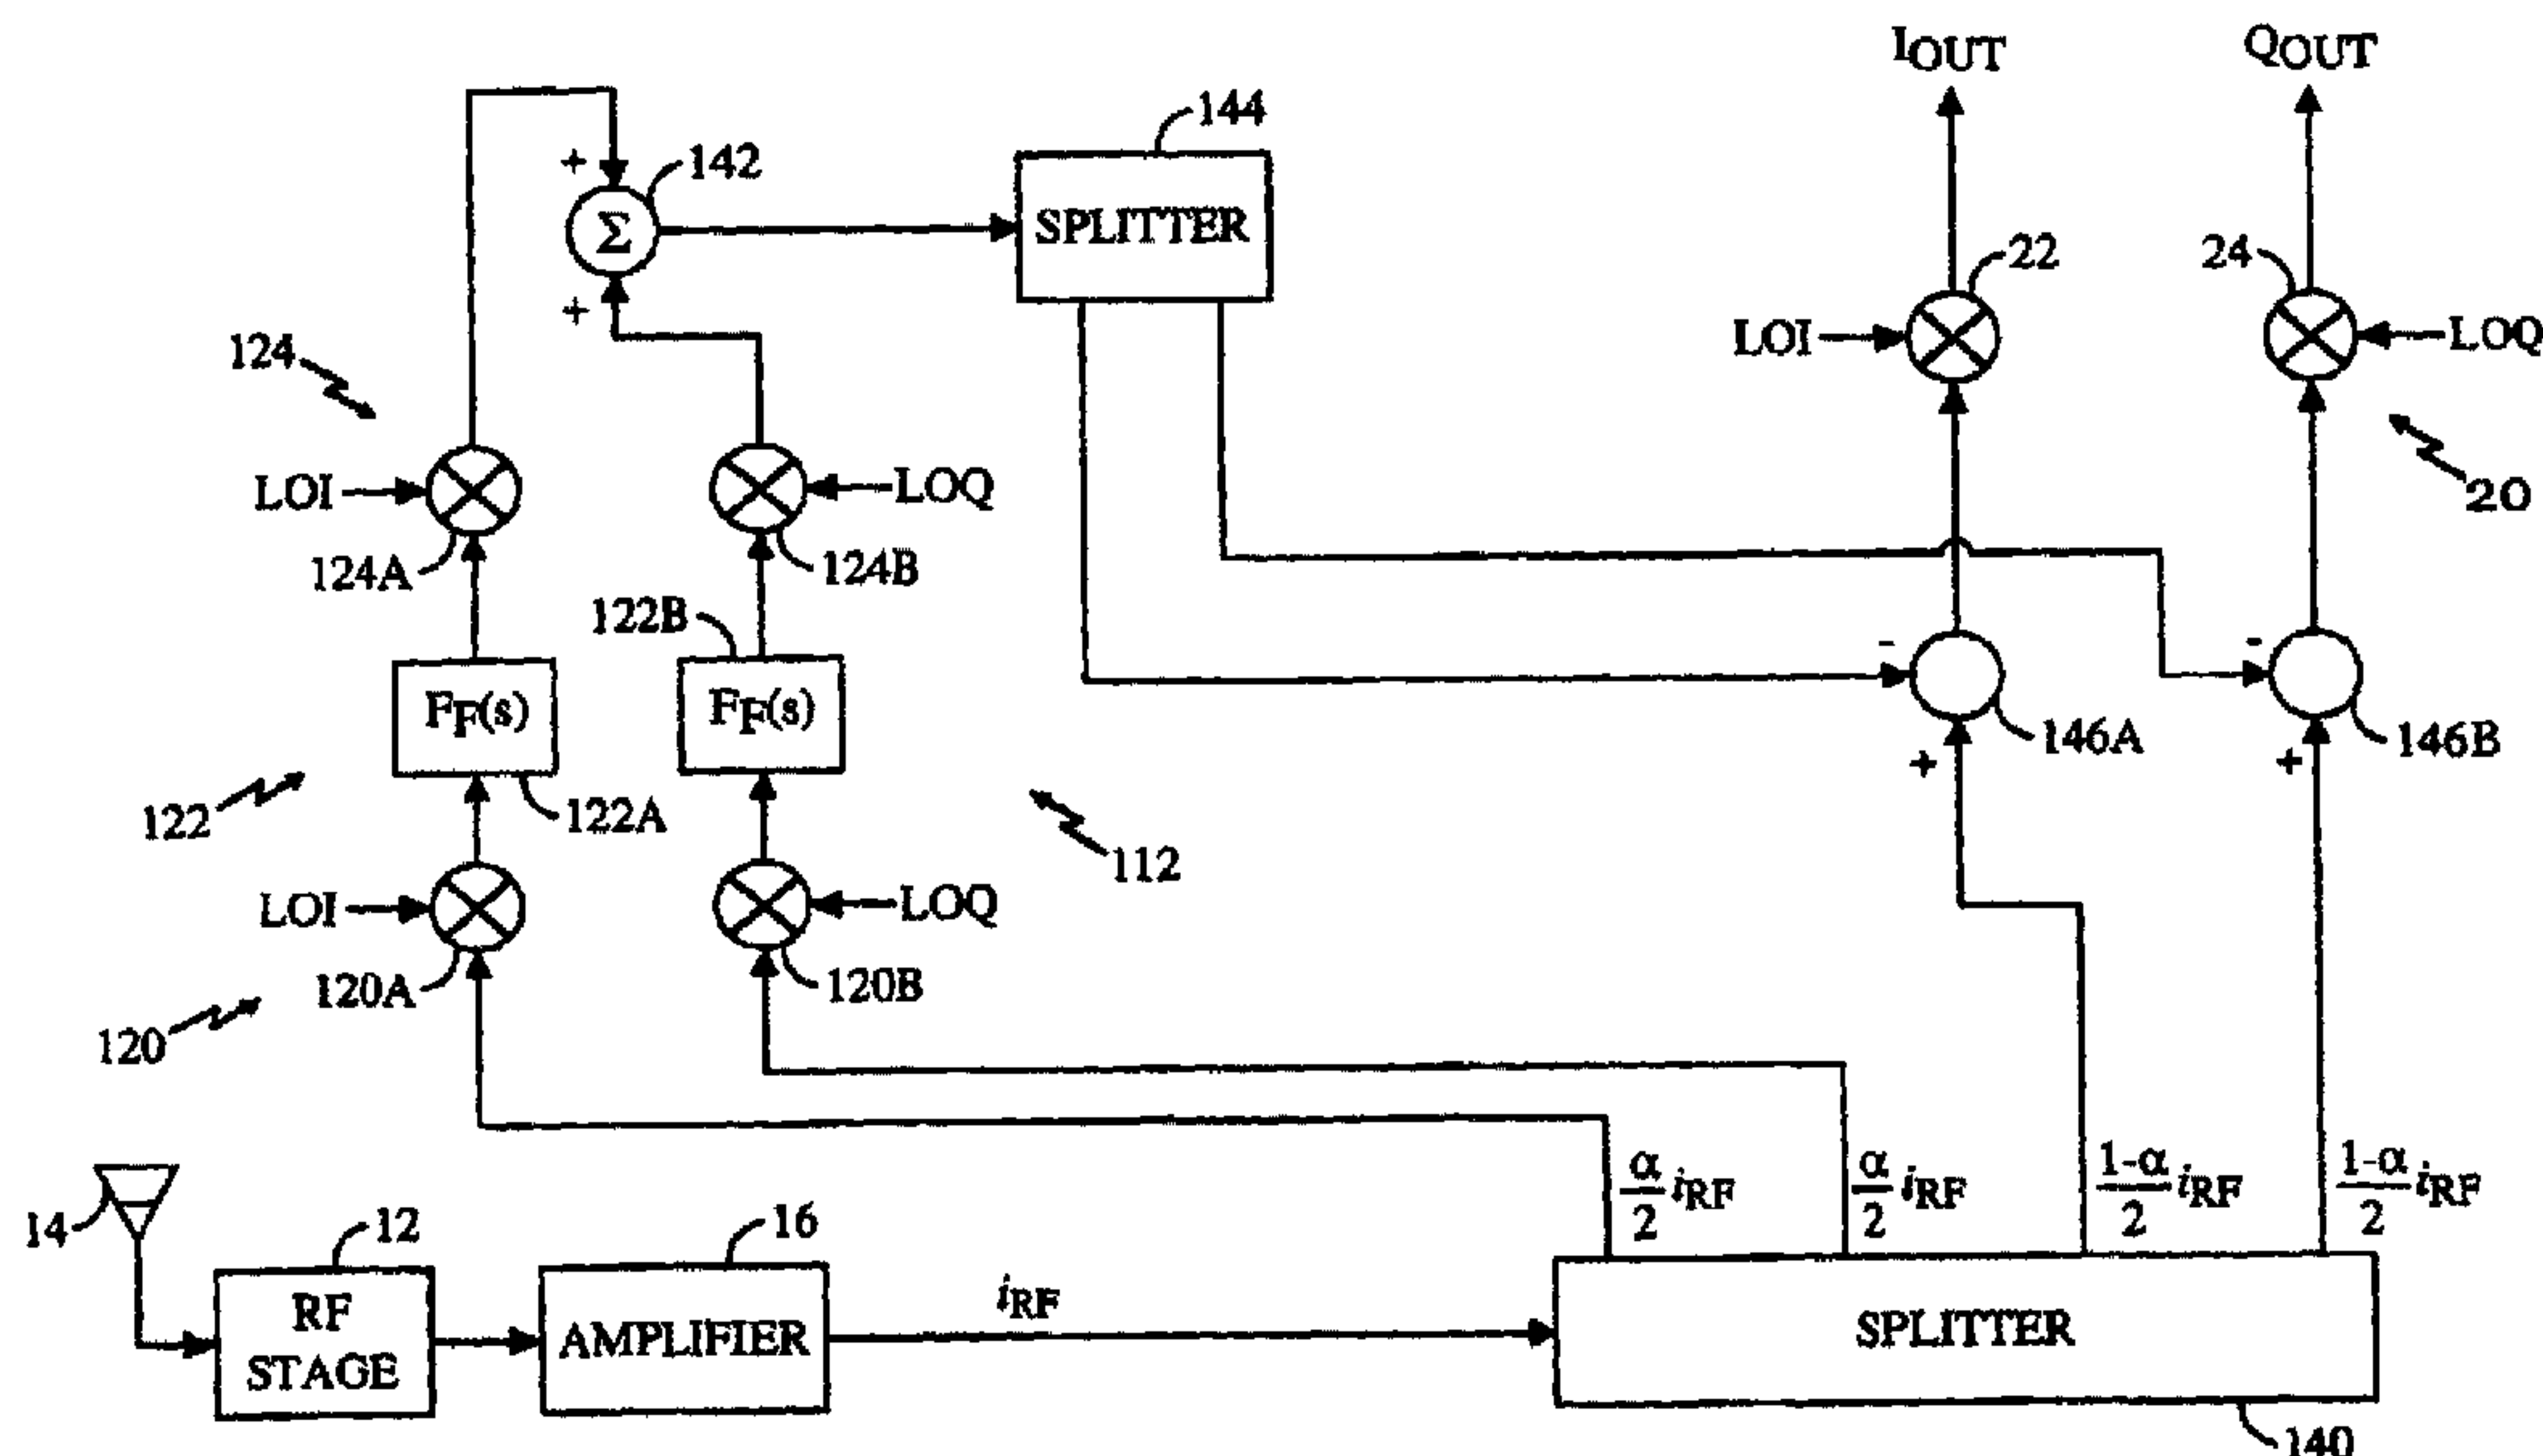 IOUT
QOUT
144
+
142
Σ
SPLITTER
24
22
+
LOI
LOQ
124
20
LOI
LOQ
124A
124B
122B
-
-
FF(s)
FF(s)
146A
146B
+
+
122
122A
112
LOI
LOQ
120A
120B
120
α/2 iRF
α/2 iRF
1-α/2 iRF
1-α/2 iRF
14
12
16
iRF
RF
STAGE
AMPLIFIER
SPLITTER
140